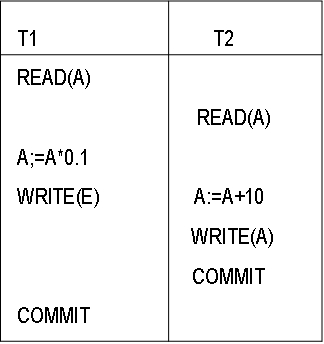 T1 T2
READ(A)
READ(A)
A;=A*0.1
WRITE(E) A:=A+10
WRITE(A)
COMMIT
COMMIT